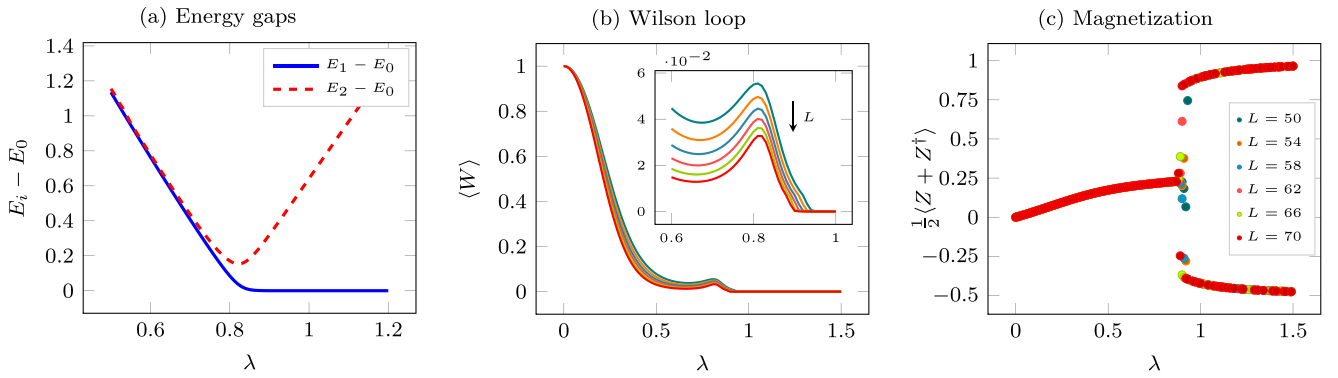 (a) Energy gaps
E_i − E_0
1.4
1.2
1
0.8
0.6
0.4
0.2
0
0.6
0.8
1
1.2
λ
E_1 − E_0
E_2 − E_0
(b) Wilson loop
⟨W⟩
1
0.8
0.6
0.4
0.2
0
0
0.5
1
1.5
λ
·10^−2
6
4
2
0
0.6
0.8
1
L
(c) Magnetization
½⟨Z + Z†⟩
1
0.75
0.5
0.25
0
−0.25
−0.5
0
0.5
1
1.5
λ
L = 50
L = 54
L = 58
L = 62
L = 66
L = 70